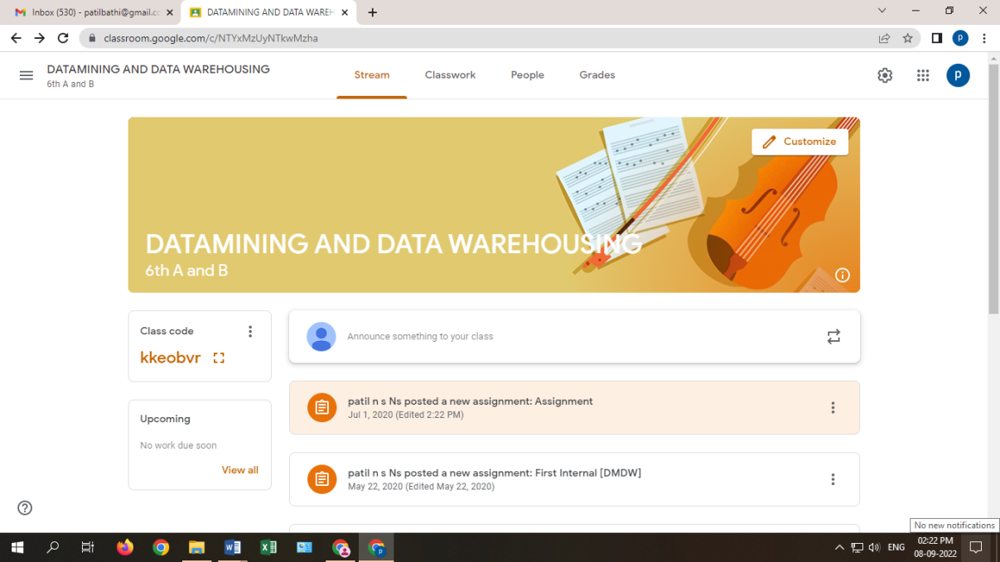 Inbox (530) - patilbathi@gmail.cc
DATAMINING AND DATA WAREH
classroom.google.com/c/NTYxMzUyNTkwMzha
p
DATAMINING AND DATA WAREHOUSING
6th A and B
Stream
Classwork
People
Grades
p
Customize
DATAMINING AND DATA WAREHOUSING
6th A and B
Class code
kkeobvr
Announce something to your class
patil n s Ns posted a new assignment: Assignment
Jul 1, 2020 (Edited 2:22 PM)
Upcoming
No work due soon
View all
patil n s Ns posted a new assignment: First Internal [DMDW]
May 22, 2020 (Edited May 22, 2020)
No new notifications
ENG
02:22 PM
08-09-2022